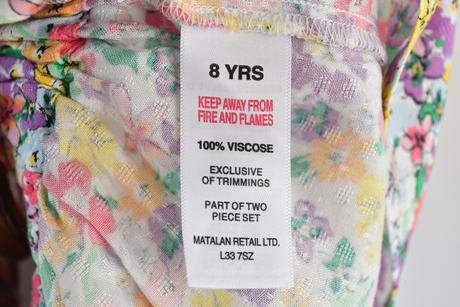 8 YRS
KEEP AWAY FROM
FIRE AND FLAMES
100% VISCOSE
EXCLUSIVE
OF TRIMMINGS
PART OF TWO
PIECE SET
MATALAN RETAIL LTD.
L33 7SZ